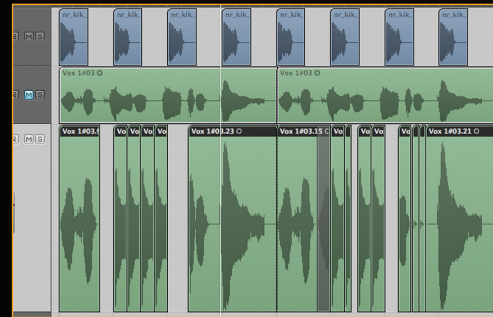 nr_kik_ nr_kik_ nr_kik_ nr_kik_ nr_kik_ nr_kik_ nr_kik_ nr_kik_
M S
Vox 1#03 Vox 1#03
M S
Vox 1#03.23 Vox 1#03.15 Vox 1#03.21
M S